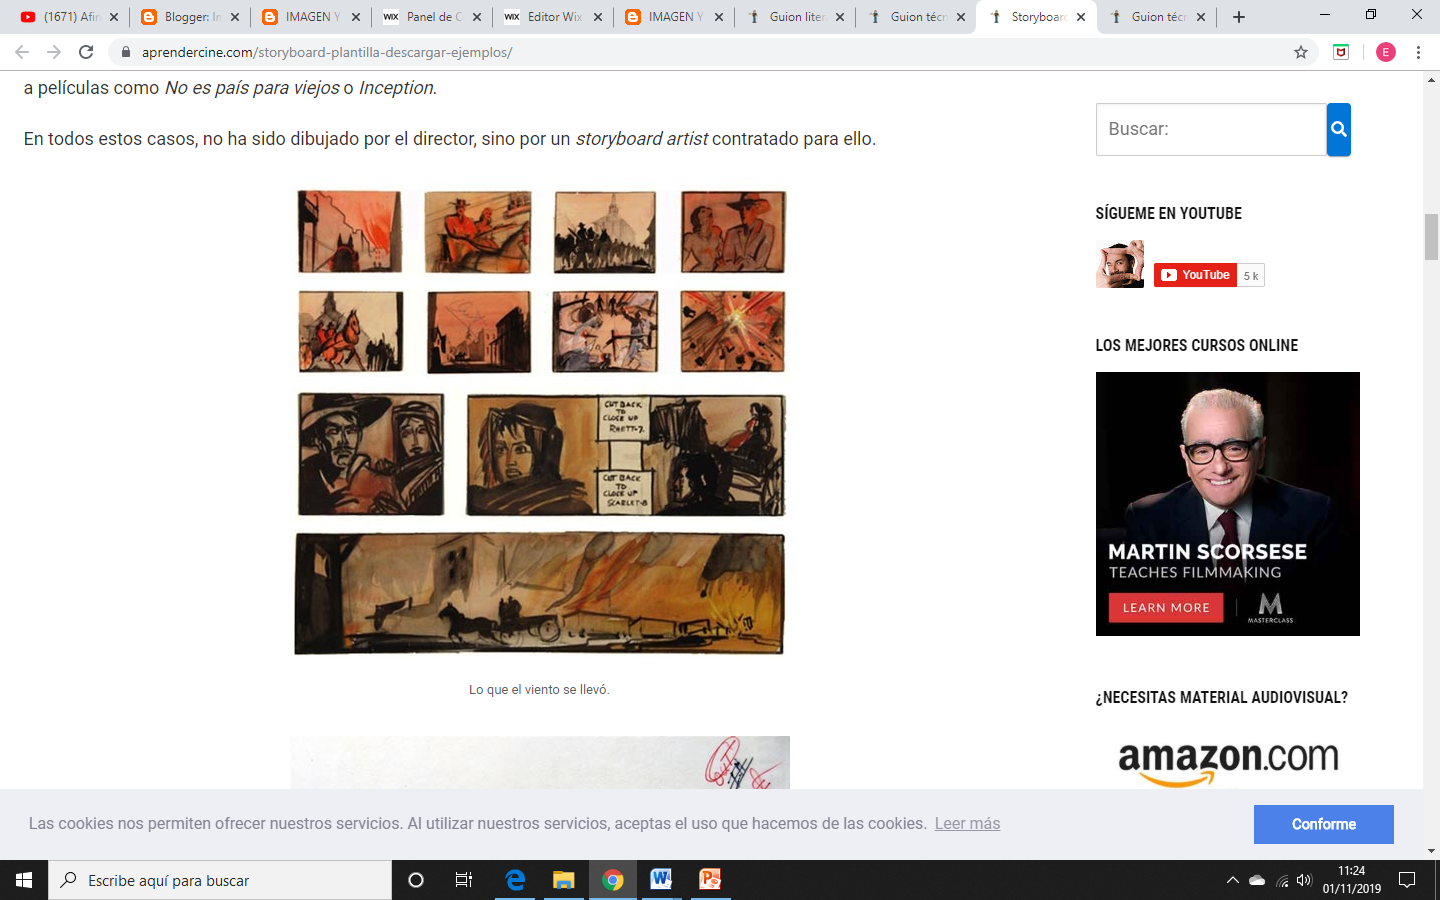 (1671) Afin
Blogger: In
IMAGEN Y
Panel de C
Editor Wix
IMAGEN Y
Guion liter
Guion técn
Storyboard
Guion técn
aprendercine.com/storyboard-plantilla-descargar-ejemplos/
E
a películas como No es país para viejos o Inception.
En todos estos casos, no ha sido dibujado por el director, sino por un storyboard artist contratado para ello.
CUT BACK
TO
CLOSE UP
RHETT-7.
CUT BACK
TO
CLOSE UP
SCARLET-8
Lo que el viento se llevó.
Buscar:
SÍGUEME EN YOUTUBE
YouTube 5 k
LOS MEJORES CURSOS ONLINE
MARTIN SCORSESE
TEACHES FILMMAKING
LEARN MORE
MASTERCLASS
¿NECESITAS MATERIAL AUDIOVISUAL?
amazon.com
Las cookies nos permiten ofrecer nuestros servicios. Al utilizar nuestros servicios, aceptas el uso que hacemos de las cookies. Leer más
Conforme
Escribe aquí para buscar
11:24
01/11/2019